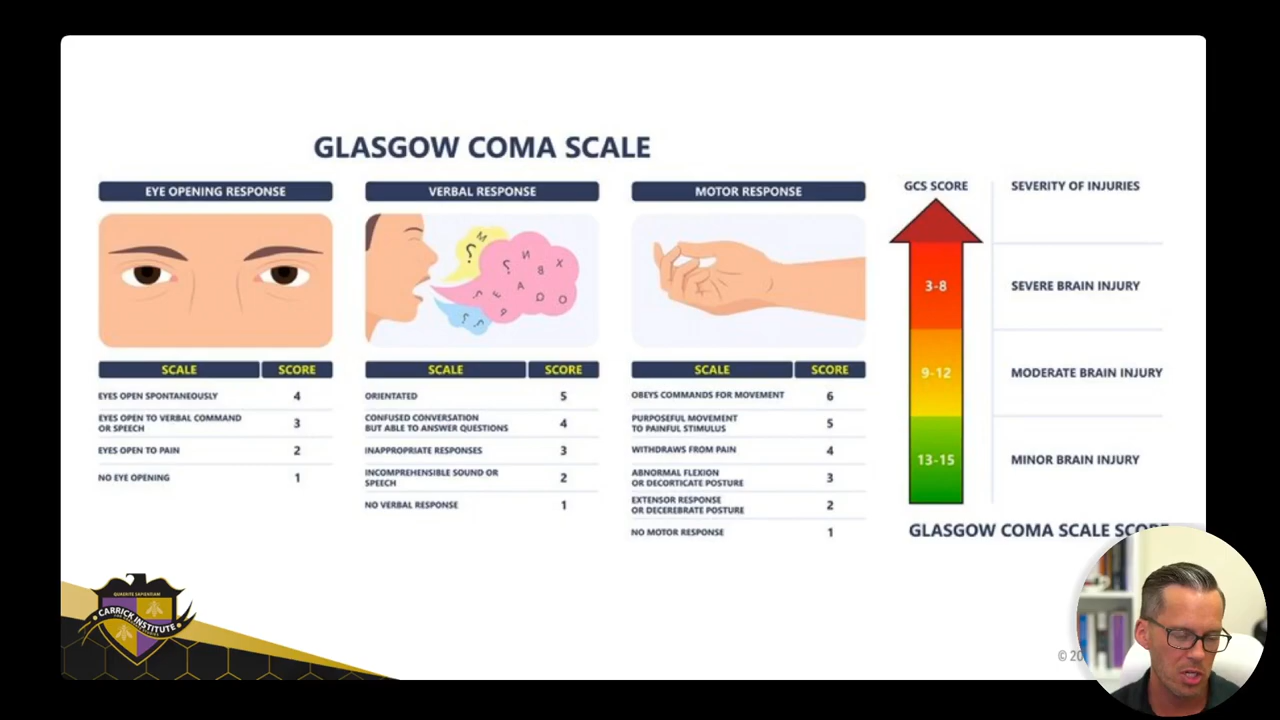 GLASGOW COMA SCALE
EYE OPENING RESPONSE
SCALE SCORE
EYES OPEN SPONTANEOUSLY 4
EYES OPEN TO VERBAL COMMAND
OR SPEECH 3
EYES OPEN TO PAIN 2
NO EYE OPENING 1
VERBAL RESPONSE
M
?
?
N
X
8
A
O
SCALE SCORE
ORIENTATED 5
CONFUSED CONVERSATION
BUT ABLE TO ANSWER QUESTIONS 4
INAPPROPRIATE RESPONSES 3
INCOMPREHENSIBLE SOUND OR
SPEECH 2
NO VERBAL RESPONSE 1
MOTOR RESPONSE
SCALE SCORE
OBEYS COMMANDS FOR MOVEMENT 6
PURPOSEFUL MOVEMENT
TO PAINFUL STIMULUS 5
WITHDRAWS FROM PAIN 4
ABNORMAL FLEXION
OR DECORTICATE POSTURE 3
EXTENSOR RESPONSE
OR DECEREBRATE POSTURE 2
NO MOTOR RESPONSE 1
GCS SCORE SEVERITY OF INJURIES
3-8 SEVERE BRAIN INJURY
9-12 MODERATE BRAIN INJURY
13-15 MINOR BRAIN INJURY
GLASGOW COMA SCALE SCORE
QUAERITE SAPIENTIAM
CARRICK INSTITUTE
© 20